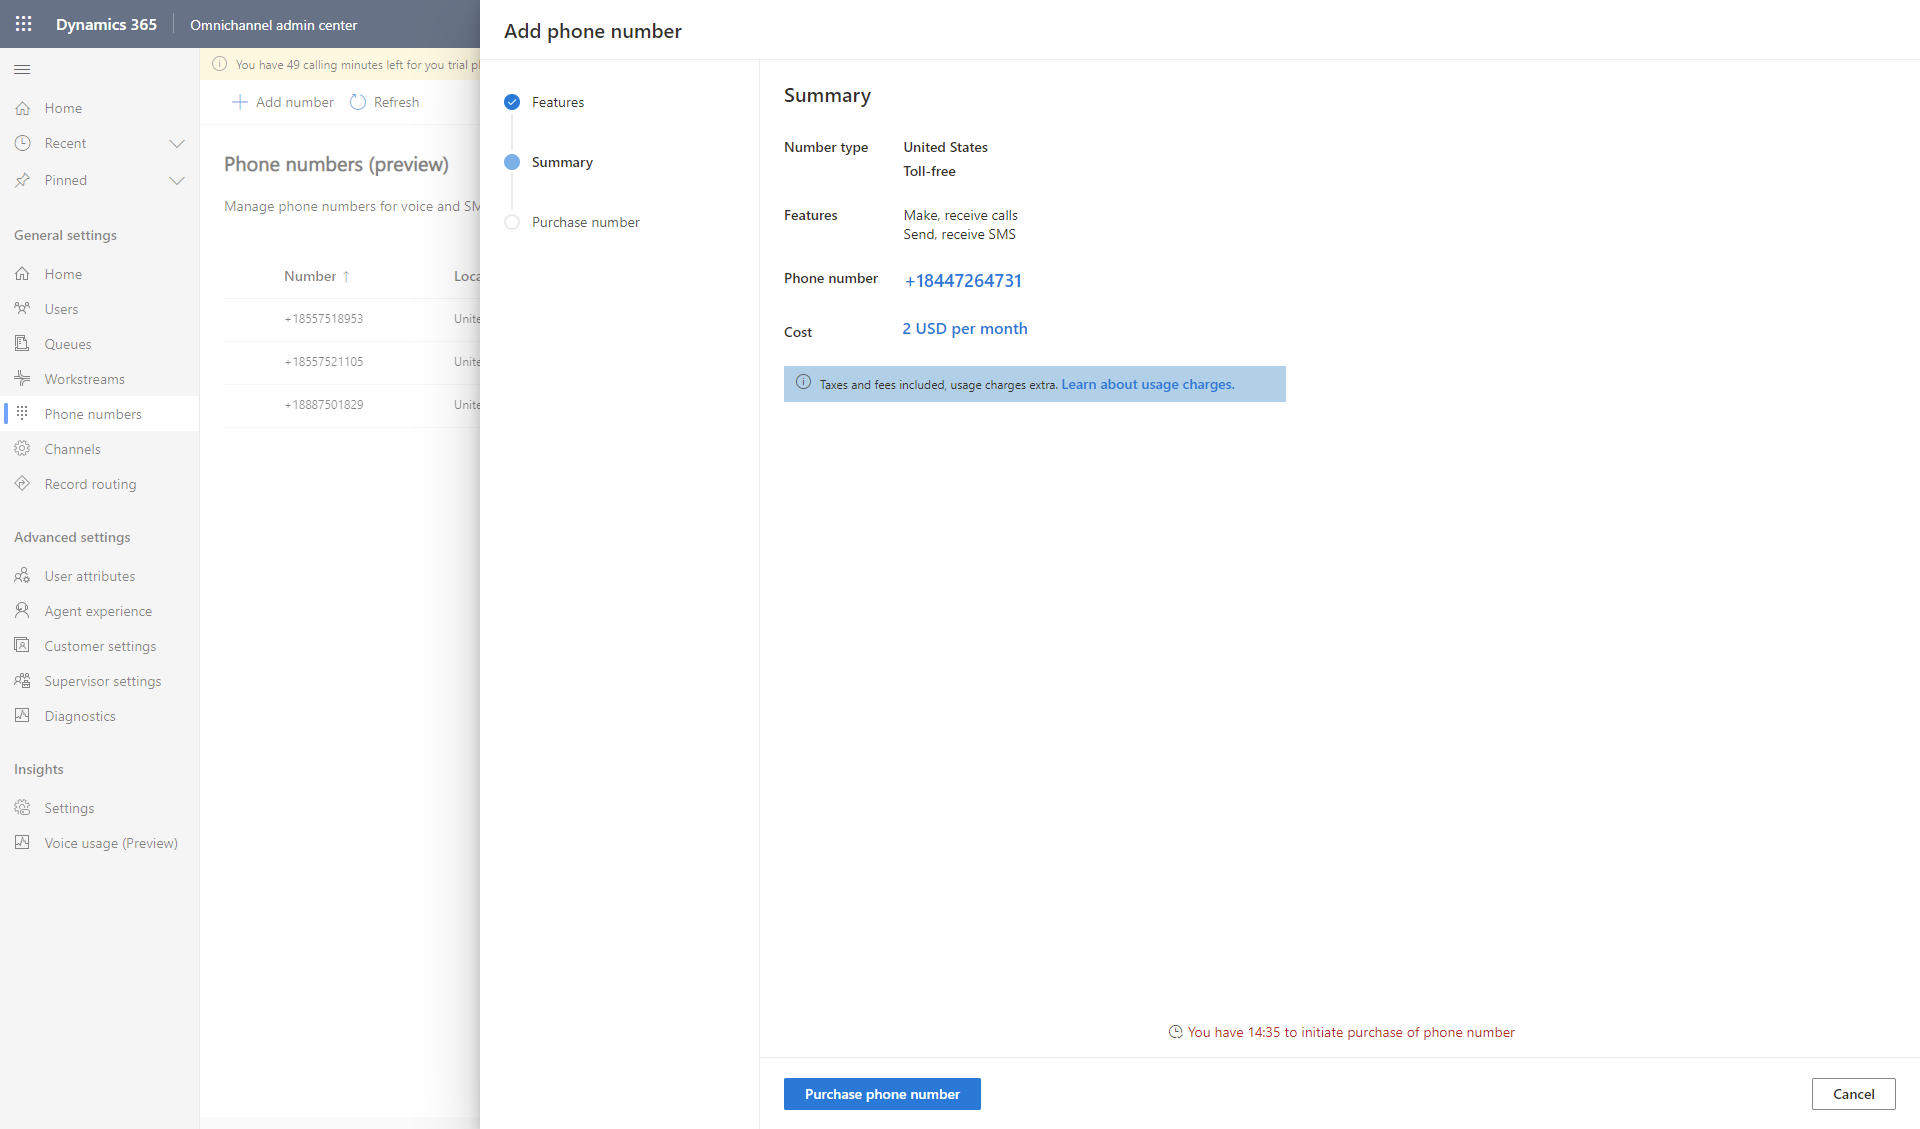 Dynamics 365
Omnichannel admin center
Home
Recent
Pinned
General settings
Home
Users
Queues
Workstreams
Phone numbers
Channels
Record routing
Advanced settings
User attributes
Agent experience
Customer settings
Supervisor settings
Diagnostics
Insights
Settings
Voice usage (Preview)
You have 49 calling minutes left for you trial pl
Add number
Refresh
Phone numbers (preview)
Manage phone numbers for voice and SM
Number ↑ Loca
+18557518953 Unite
+18557521105 Unite
+18887501829 Unite
Add phone number
Features
Summary
Purchase number
Summary
Number type United States
Toll-free
Features Make, receive calls
Send, receive SMS
Phone number +18447264731
Cost 2 USD per month
Taxes and fees included, usage charges extra. Learn about usage charges.
You have 14:35 to initiate purchase of phone number
Purchase phone number
Cancel